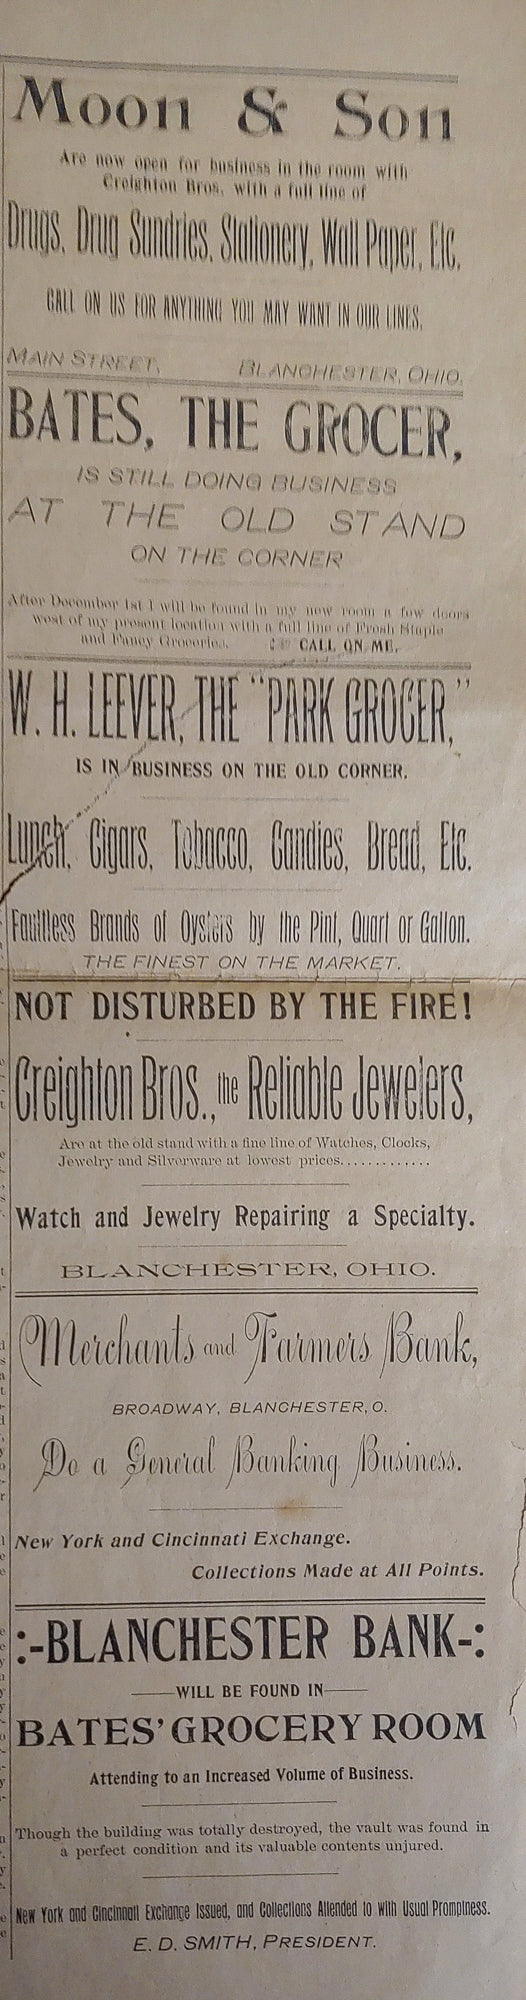 Moon & Son
Are now open for business in the room with
Creighton Bros. with a full line of
Drugs, Drug Sundries, Stationery, Wall Paper, Etc.
CALL ON US FOR ANYTHING YOU MAY WANT IN OUR LINES.
MAIN STREET, BLANCHESTER, OHIO.
BATES, THE GROCER,
IS STILL DOING BUSINESS
AT THE OLD STAND
ON THE CORNER
After December 1st I will be found in my new room a few doors
west of my present location with a full line of Fresh Staple
and Fancy Groceries. CALL ON ME.
W. H. LEEVER, THE "PARK GROCER,"
IS IN BUSINESS ON THE OLD CORNER.
Lunch, Cigars, Tobacco, Candies, Bread, Etc.
Faultless Brands of Oysters by the Pint, Quart or Gallon.
THE FINEST ON THE MARKET.
NOT DISTURBED BY THE FIRE!
Creighton Bros., the Reliable Jewelers,
Are at the old stand with a fine line of Watches, Clocks,
Jewelry and Silverware at lowest prices.............
Watch and Jewelry Repairing a Specialty.
BLANCHESTER, OHIO.
Merchants and Farmers Bank,
BROADWAY, BLANCHESTER, O.
Do a General Banking Business.
New York and Cincinnati Exchange.
Collections Made at All Points.
:-BLANCHESTER BANK-:
WILL BE FOUND IN
BATES' GROCERY ROOM
Attending to an Increased Volume of Business.
Though the building was totally destroyed, the vault was found in
a perfect condition and its valuable contents unjured.
New York and Cincinnati Exchange Issued, and Collections Attended to with Usual Promptness.
E. D. SMITH, PRESIDENT.